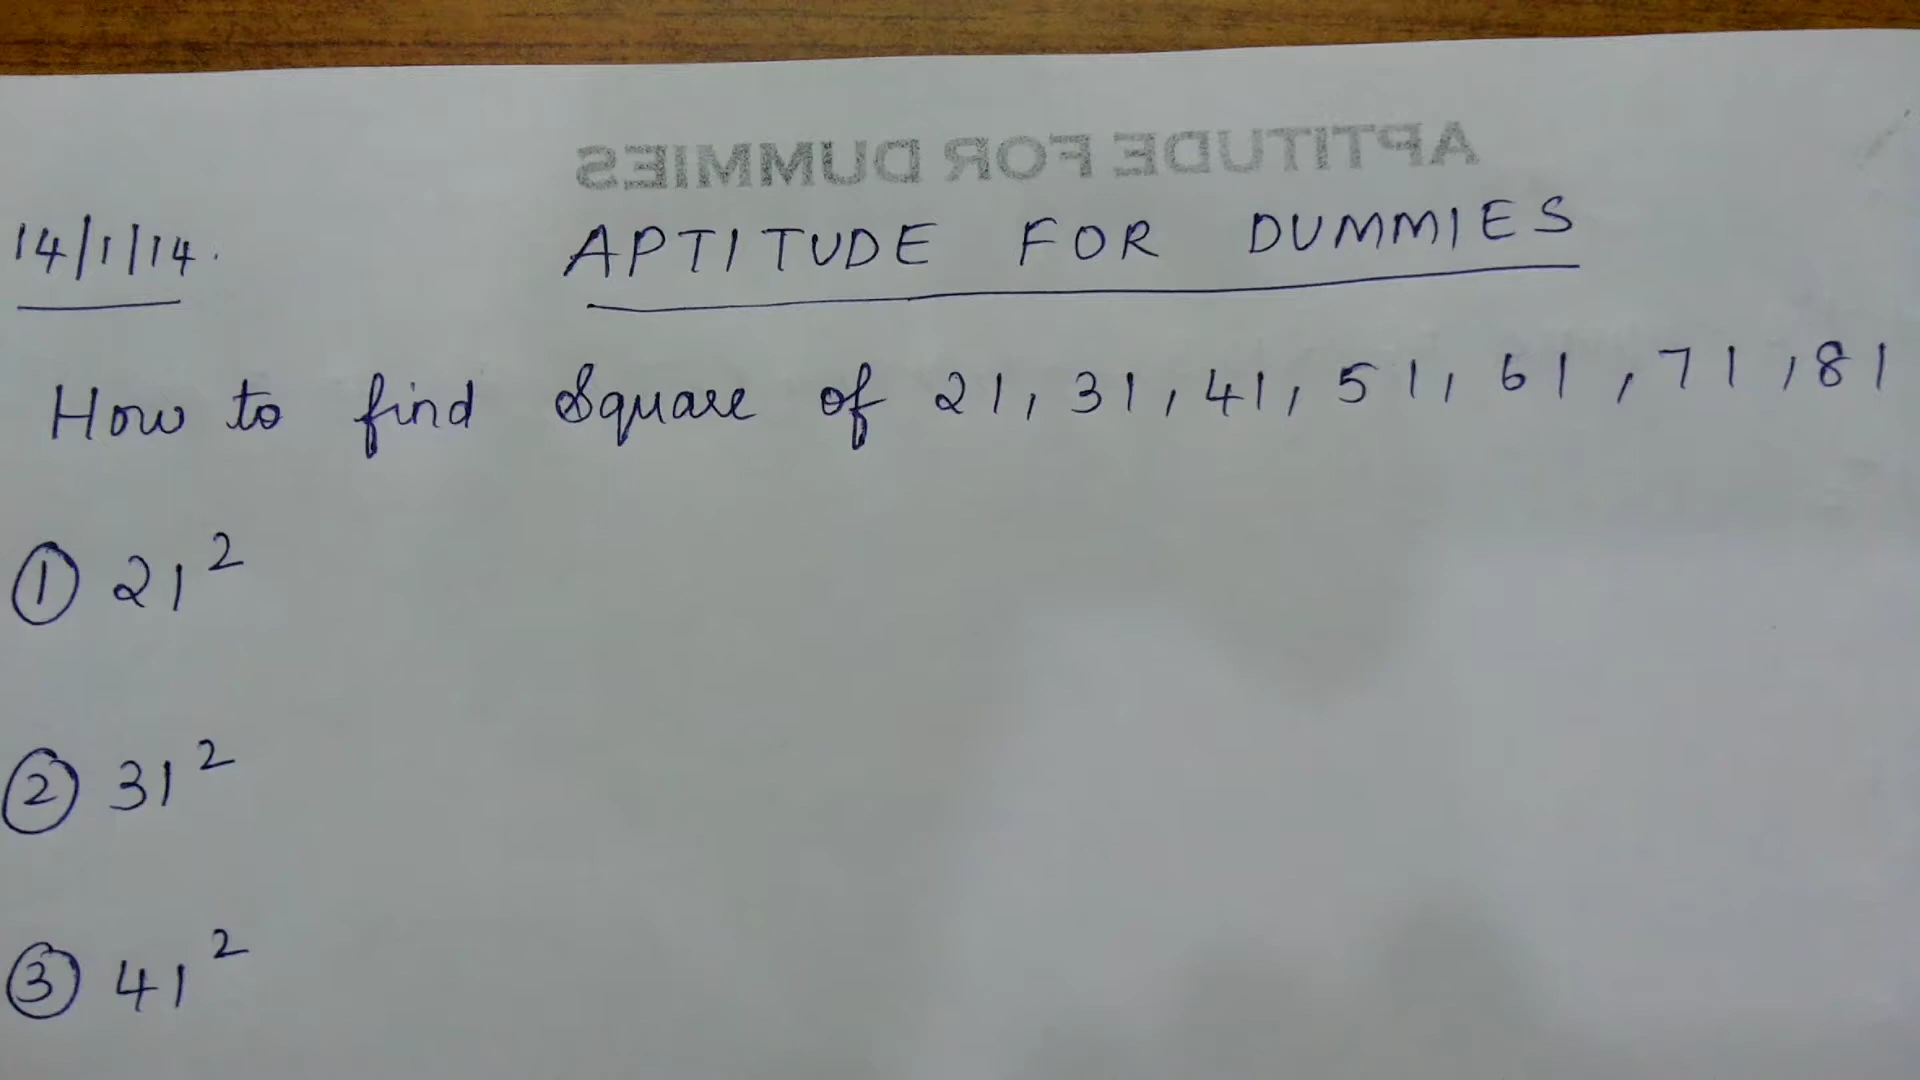 APTITUDE FOR DUMMIES
14/1/14.
APTITUDE FOR DUMMIES
How to find Square of 21, 31, 41, 51, 61, 71, 81
① 21²
② 31²
③ 41²